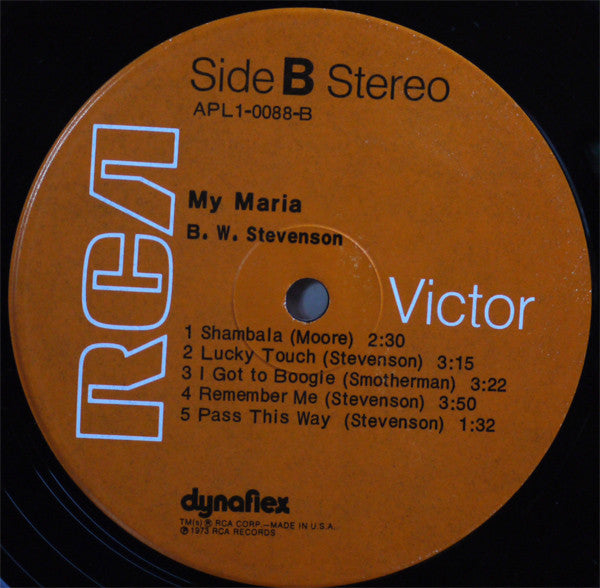 Side B Stereo
APL1-0088-B
RCA
My Maria
B. W. Stevenson
Victor
1 Shambala (Moore) 2:30
2 Lucky Touch (Stevenson) 3:15
3 I Got to Boogie (Smotherman) 3:22
4 Remember Me (Stevenson) 3:50
5 Pass This Way (Stevenson) 1:32
dynaflex
TM(s) ® RCA CORP.—MADE IN U.S.A.
℗ 1973 RCA RECORDS